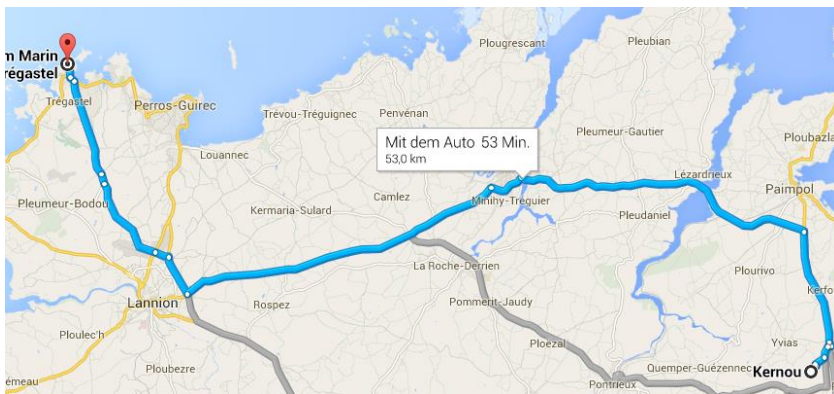 Plougrescant
Pleubian
m Marin
Trégastel
Trégastel
Perros-Guirec
Trévou-Tréguignec
Penvénan
Mit dem Auto 53 Min.
53,0 km
Pleumeur-Gautier
Ploubazla
Louannec
Lézardrieux
Paimpol
Pleumeur-Bodou
Camlez
Minihy-Tréguier
Kermaria-Sulard
Pleudaniel
La Roche-Derrien
Plourivo
Lannion
Rospez
Pommerit-Jaudy
Kerfo
Ploulec'h
Ploezal
Yvias
Ploubezre
Quemper-Guézennec
Kernou
émeau
Pontrieux